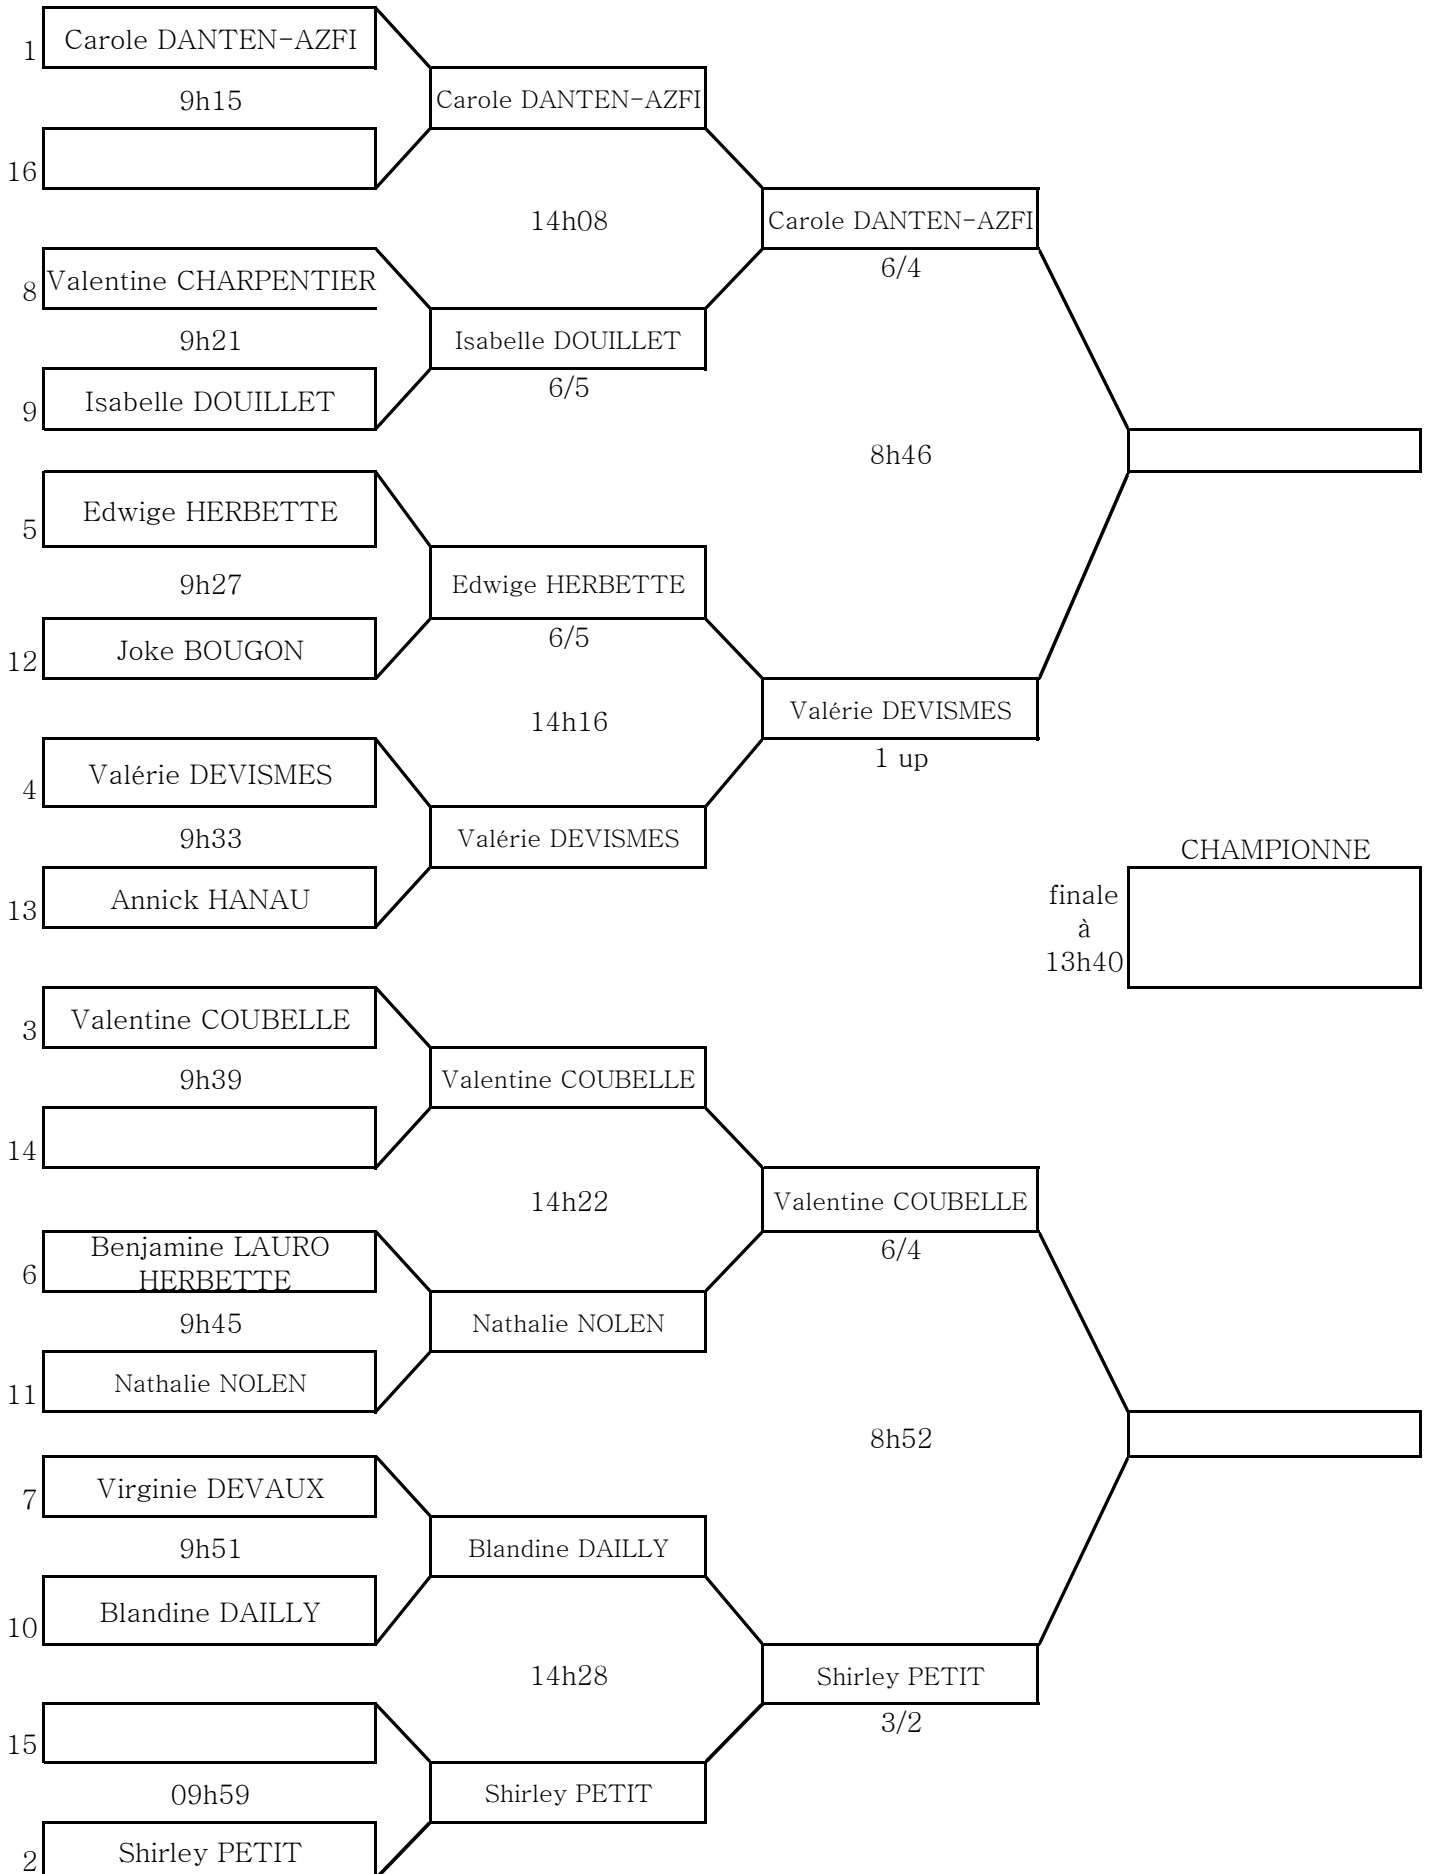 Carole DANTEN-AZFI
1
9h15
Carole DANTEN-AZFI
16
14h08
Carole DANTEN-AZFI
6/4
Valentine CHARPENTIER
8
9h21
Isabelle DOUILLET
6/5
Isabelle DOUILLET
9
8h46
Edwige HERBETTE
5
9h27
Edwige HERBETTE
6/5
Joke BOUGON
12
14h16
Valérie DEVISMES
1 up
Valérie DEVISMES
4
9h33
Valérie DEVISMES
Annick HANAU
13
CHAMPIONNE
finale
à
13h40
Valentine COUBELLE
3
9h39
Valentine COUBELLE
14
14h22
Valentine COUBELLE
6/4
Benjamine LAURO
HERBETTE
6
9h45
Nathalie NOLEN
Nathalie NOLEN
11
8h52
Virginie DEVAUX
7
9h51
Blandine DAILLY
Blandine DAILLY
10
14h28
Shirley PETIT
3/2
15
09h59
Shirley PETIT
Shirley PETIT
2